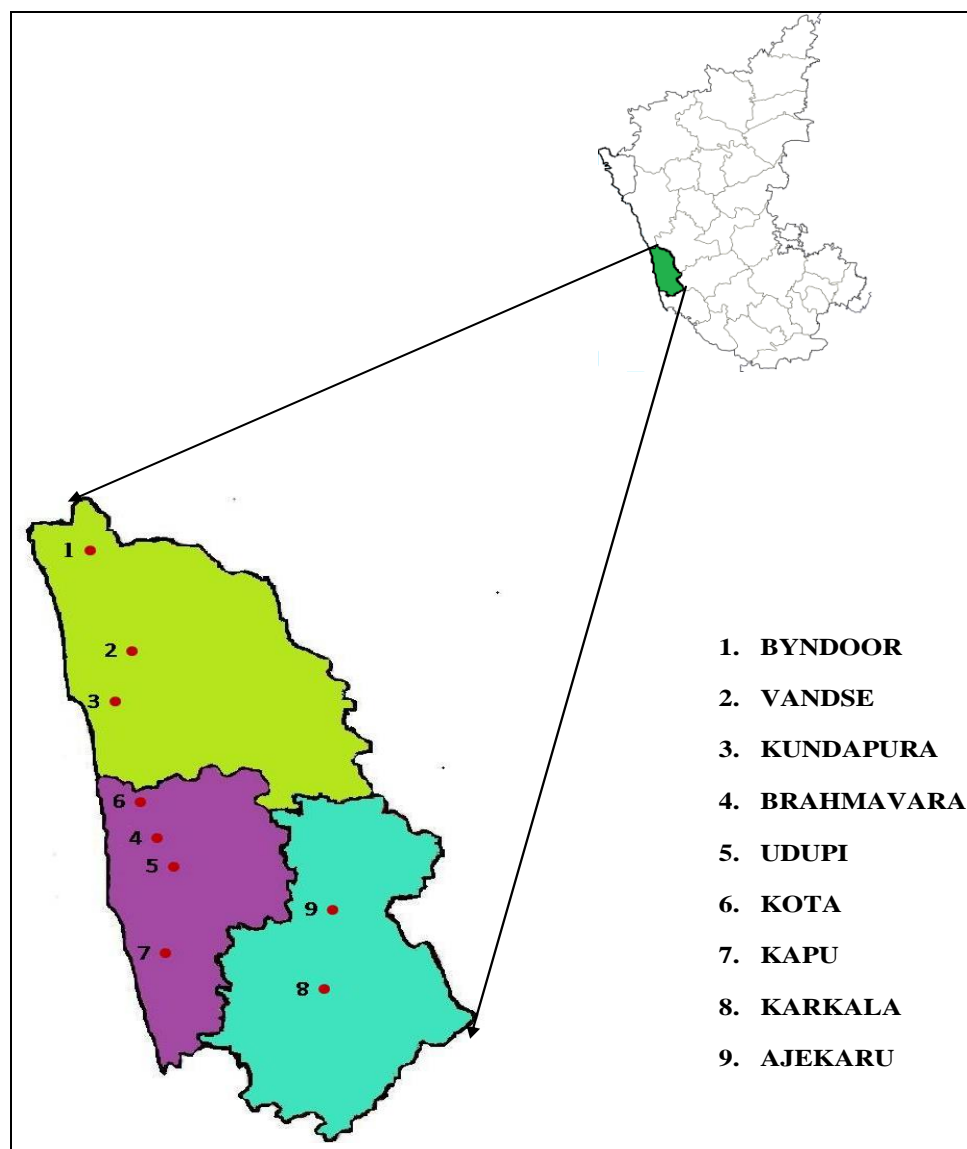 1
2
3
6
4
5
9
7
8
1. BYNDOOR
2. VANDSE
3. KUNDAPURA
4. BRAHMAVARA
5. UDUPI
6. KOTA
7. KAPU
8. KARKALA
9. AJEKARU